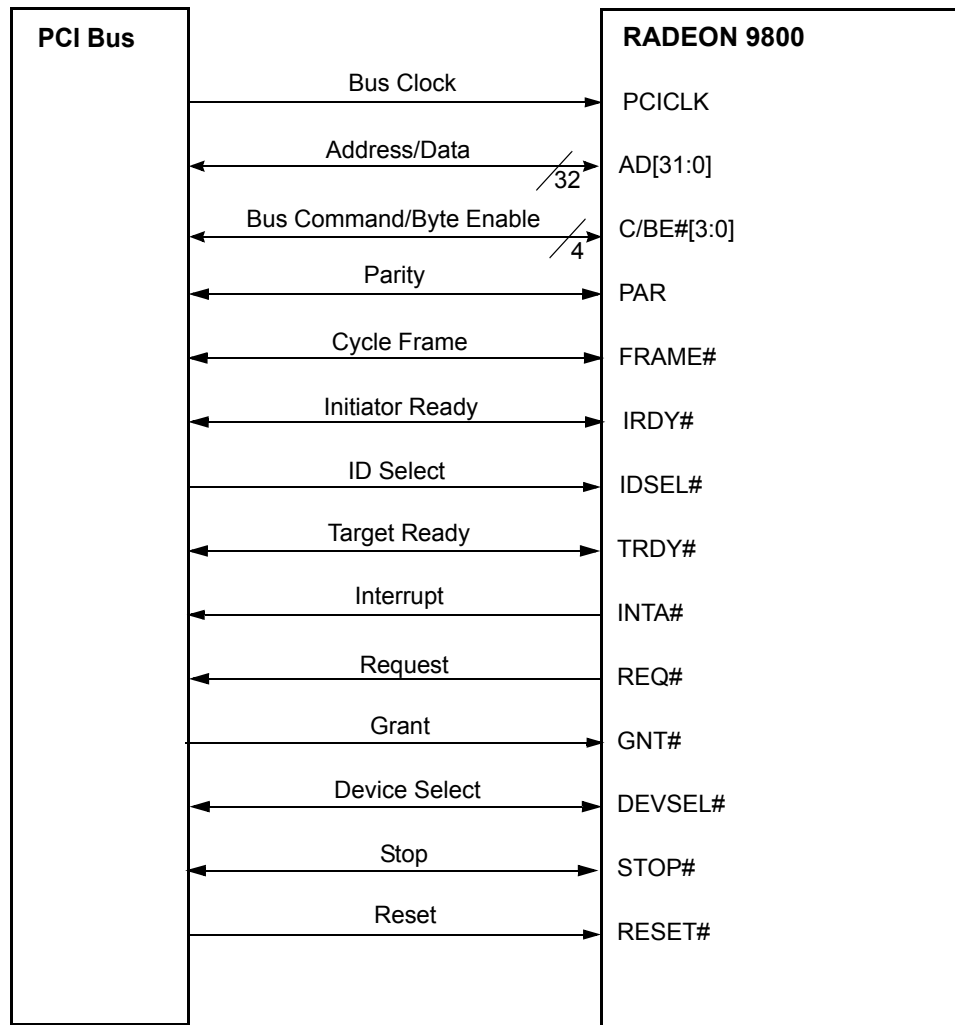 PCI Bus
RADEON 9800
Bus Clock
PCICLK
Address/Data
32
AD[31:0]
Bus Command/Byte Enable
4
C/BE#[3:0]
Parity
PAR
Cycle Frame
FRAME#
Initiator Ready
IRDY#
ID Select
IDSEL#
Target Ready
TRDY#
Interrupt
INTA#
Request
REQ#
Grant
GNT#
Device Select
DEVSEL#
Stop
STOP#
Reset
RESET#